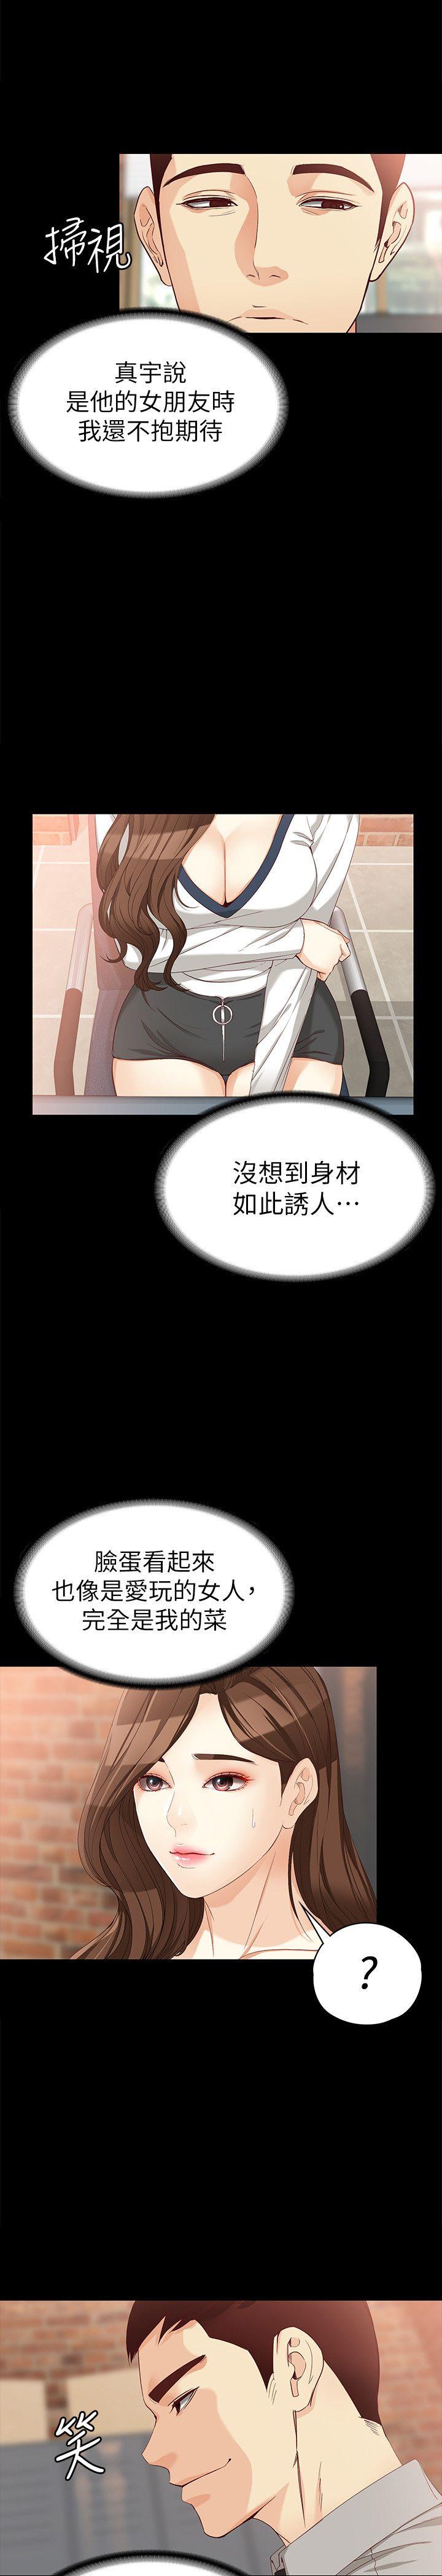 掃視
真宇說
是他的女朋友時
我還不抱期待
沒想到身材
如此誘人⋯
臉蛋看起來
也像是愛玩的女人，
完全是我的菜
?
笑